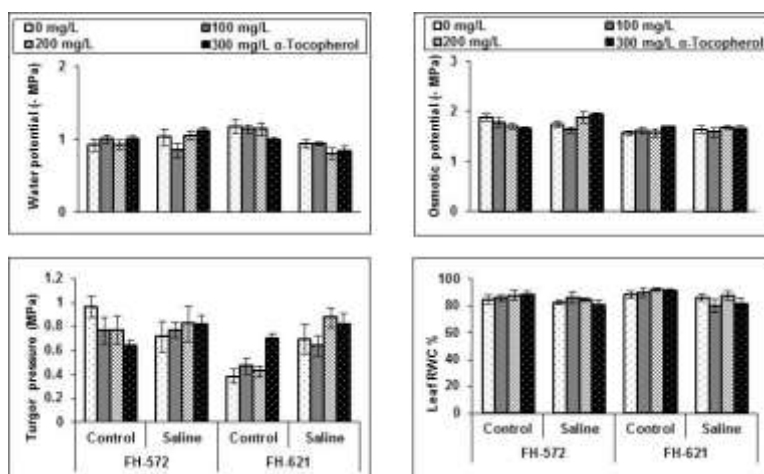 0 mg/L 100 mg/L
200 mg/L 300 mg/L α-Tocopherol
Water potential (- MPa)
2
1
0
0 mg/L 100 mg/L
200 mg/L 300 mg/L α-Tocopherol
Osmotic potential (- MPa)
3
2
1
0
Turgor pressure (MPa)
1.2
1
0.8
0.6
0.4
0.2
0
Control Saline Control Saline
FH-572 FH-621
Leaf RWC %
100
80
60
40
20
0
Control Saline Control Saline
FH-572 FH-621